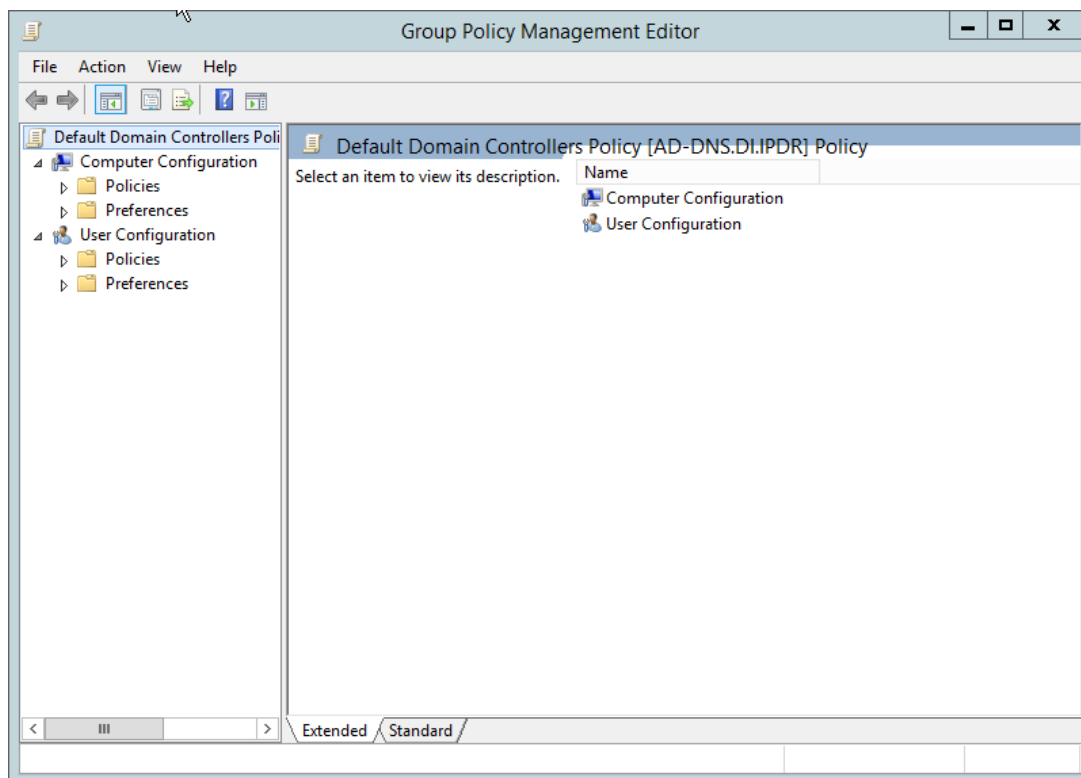 Group Policy Management Editor
File Action View Help
Default Domain Controllers Poli
Computer Configuration
Policies
Preferences
User Configuration
Policies
Preferences
Default Domain Controllers Policy [AD-DNS.DI.IPDR] Policy
Select an item to view its description.
Name
Computer Configuration
User Configuration
Extended Standard